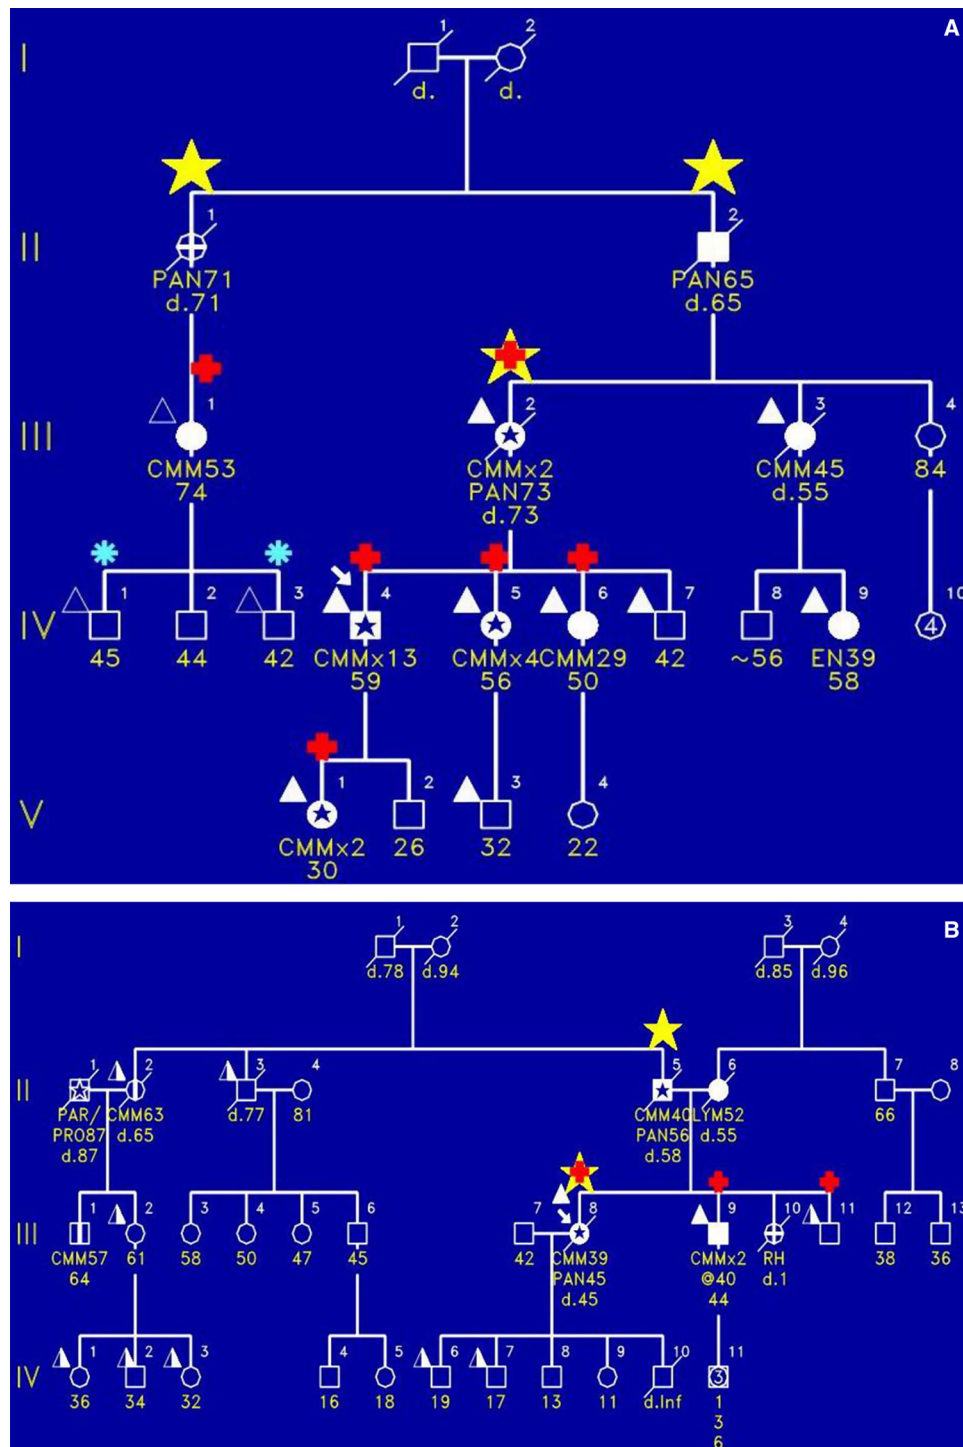 A
I
1 2
d. d.
II
1 2
PAN71 PAN65
d.71 d.65
III
1 2 3 4
CMM53 CMMx2 CMM45 84
74 PAN73 d.55
d.73
IV
1 2 3 4 5 6 7 8 9 10
4
45 44 42 CMMx13 CMMx4 CMM29 42 ~56 EN39
59 56 50 58
V
1 2 3 4
CMMx2 26 32 22
30
B
I
1 2 3 4
d.78 d.94 d.85 d.96
II
1 2 3 4 5 6 7 8
PAR/ CMM63 d.77 81 CMM40 LYM52 66
PRO87 d.65 PAN56 d.55
d.87 d.58
III
1 2 3 4 5 6 7 8 9 10 11 12 13
CMM57 61 58 50 47 45 42 CMM39 CMMx2 RH 38 36
64 PAN45 @40 d.1
d.45 44
IV
1 2 3 4 5 6 7 8 9 10 11
3
36 34 32 16 18 19 17 13 11 d.Inf 1
3
6